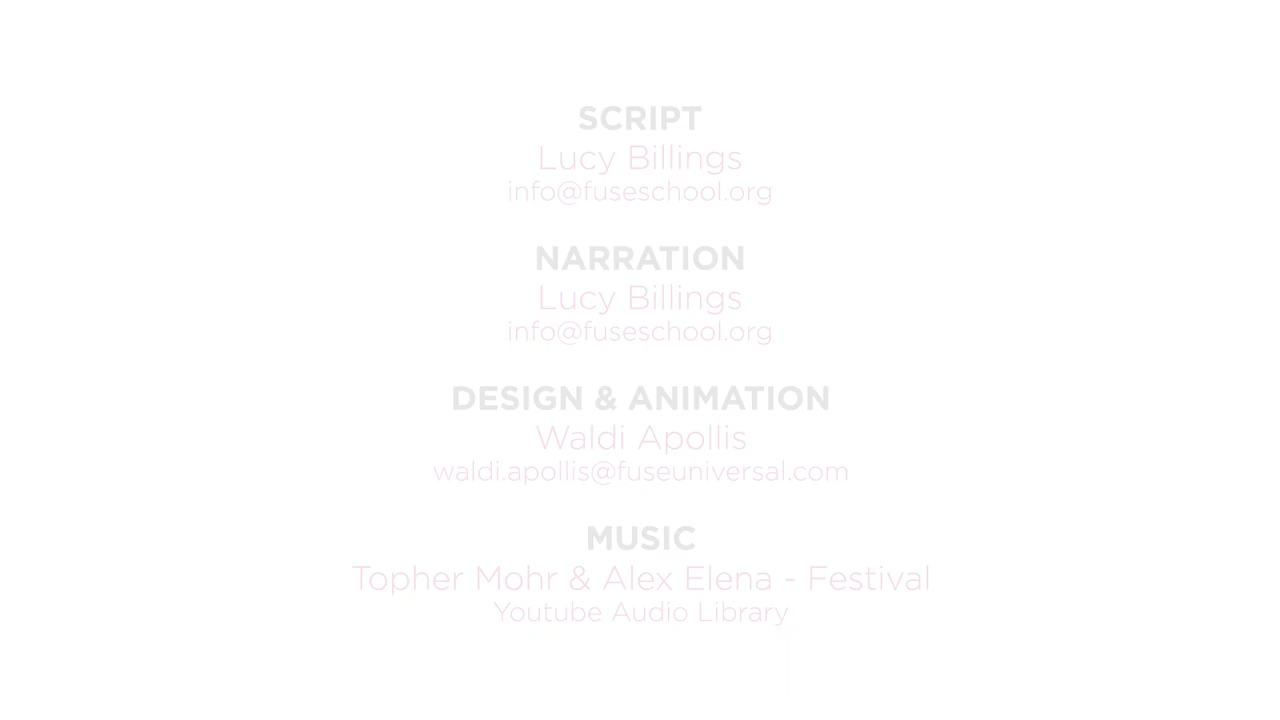 SCRIPT
Lucy Billings
info@fuseschool.org
NARRATION
Lucy Billings
info@fuseschool.org
DESIGN & ANIMATION
Waldi Apollis
waldi.apollis@fuseuniversal.com
MUSIC
Topher Mohr & Alex Elena - Festival
Youtube Audio Library